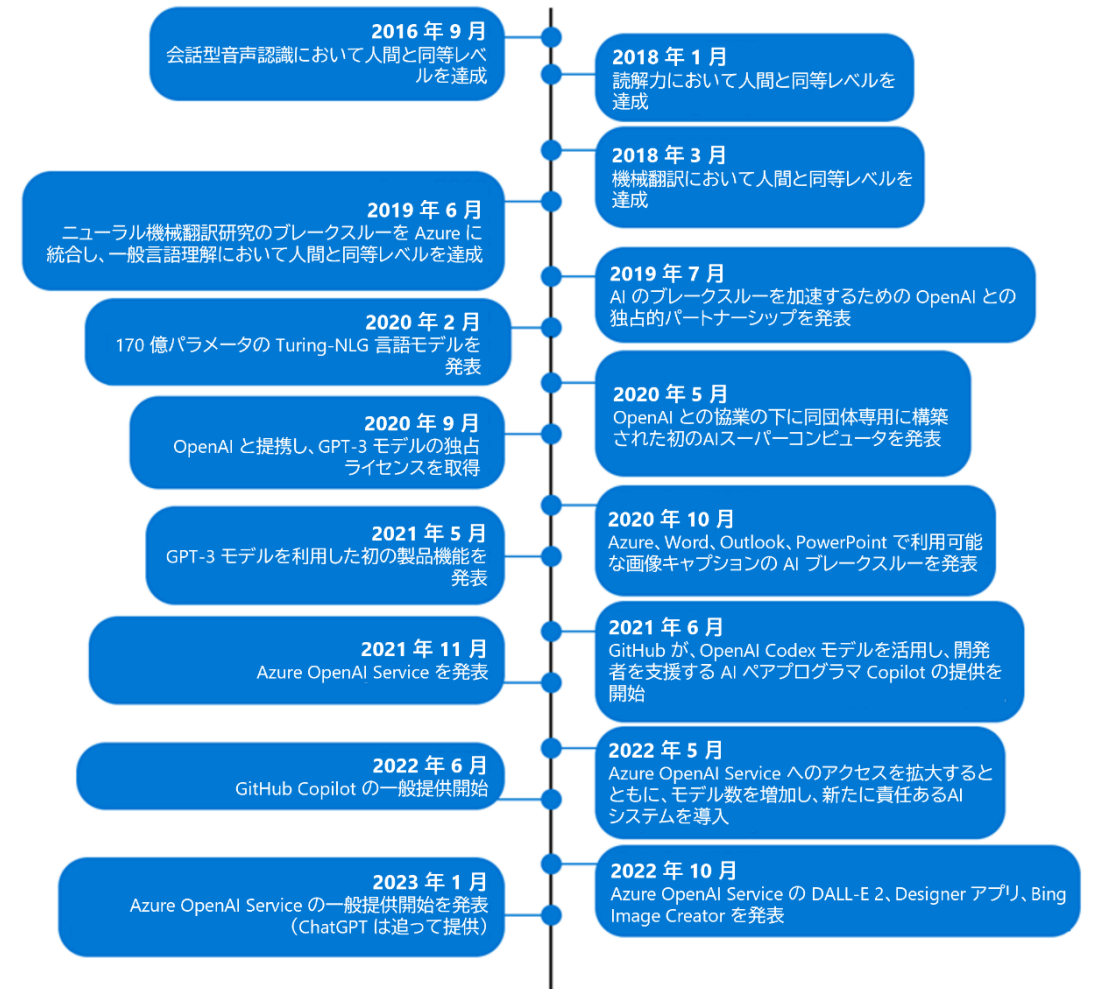 2016 年 9 月
会話型音声認識において人間と同等レベ
ルを達成
2018 年 1 月
読解力において人間と同等レベルを
達成
2018 年 3 月
機械翻訳において人間と同等レベルを
達成
2019 年 6 月
ニューラル機械翻訳研究のブレークスルーを Azure に
統合し、一般言語理解において人間と同等レベルを達成
2019 年 7 月
AI のブレークスルーを加速するための OpenAI との
独占的パートナーシップを発表
2020 年 2 月
170 億パラメータの Turing-NLG 言語モデルを
発表
2020 年 5 月
OpenAI との協業の下に同団体専用に構築
された初のAIスーパーコンピュータを発表
2020 年 9 月
OpenAI と提携し、GPT-3 モデルの独占
ライセンスを取得
2020 年 10 月
Azure、Word、Outlook、PowerPoint で利用可能
な画像キャプションの AI ブレークスルーを発表
2021 年 5 月
GPT-3 モデルを利用した初の製品機能を
発表
2021 年 6 月
GitHub が、OpenAI Codex モデルを活用し、開発
者を支援する AI ペアプログラマ Copilot の提供を
開始
2021 年 11 月
Azure OpenAI Service を発表
2022 年 5 月
Azure OpenAI Service へのアクセスを拡大すると
ともに、モデル数を増加し、新たに責任あるAI
システムを導入
2022 年 6 月
GitHub Copilot の一般提供開始
2022 年 10 月
Azure OpenAI Service の DALL-E 2、Designer アプリ、Bing
Image Creator を発表
2023 年 1 月
Azure OpenAI Service の一般提供開始を発表
（ChatGPT は追って提供）